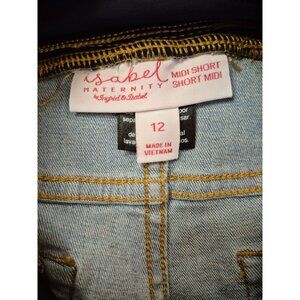 isabel
MATERNITY
by Ingrid & Isabel
MIDI SHORT
SHORT MIDI
12
MADE IN
VIETNAM